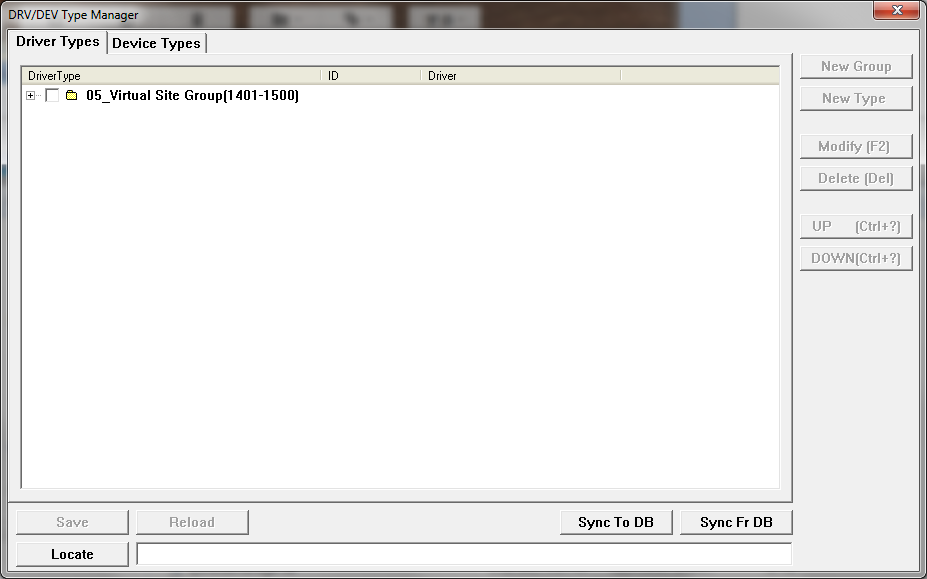 DRV/DEV Type Manager
Driver Types Device Types
DriverType ID Driver
05_Virtual Site Group(1401-1500)
New Group
New Type
Modify (F2)
Delete (Del)
UP (Ctrl+?)
DOWN(Ctrl+?)
Save Reload Sync To DB Sync Fr DB
Locate